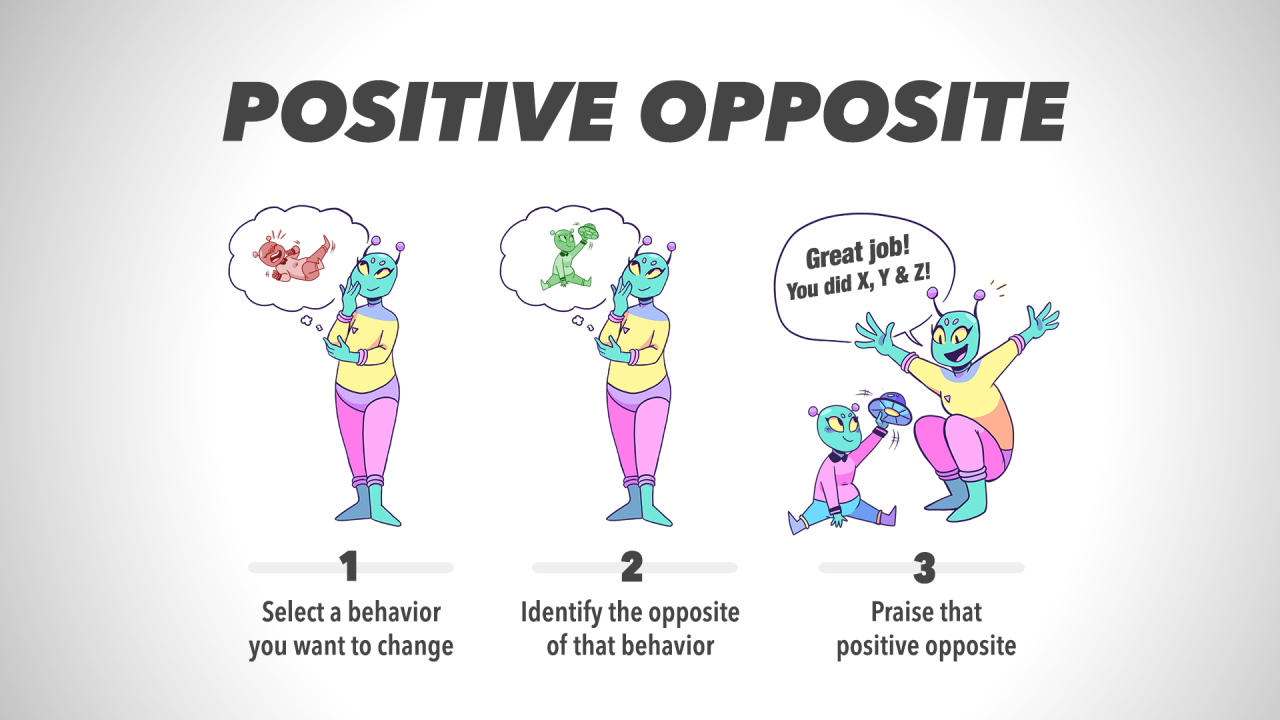 POSITIVE OPPOSITE
Great job!
You did X, Y & Z!
1
Select a behavior
you want to change
2
Identify the opposite
of that behavior
3
Praise that
positive opposite